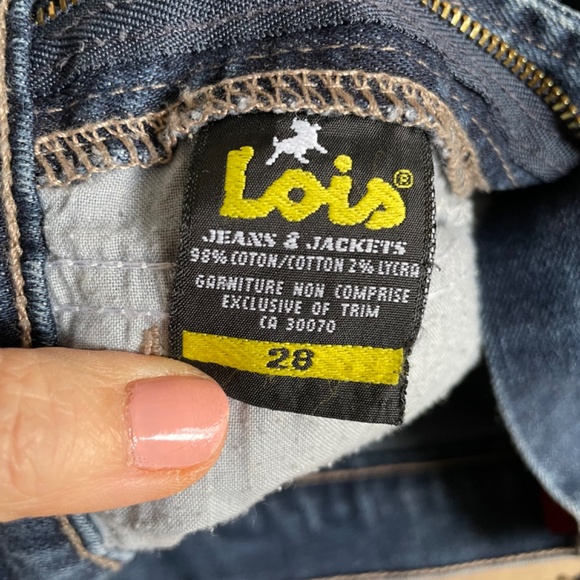 Lois®
JEANS & JACKETS
98% COTON/COTTON 2% LYCRA
GARNITURE NON COMPRISE
EXCLUSIVE OF TRIM
CA 30070
28